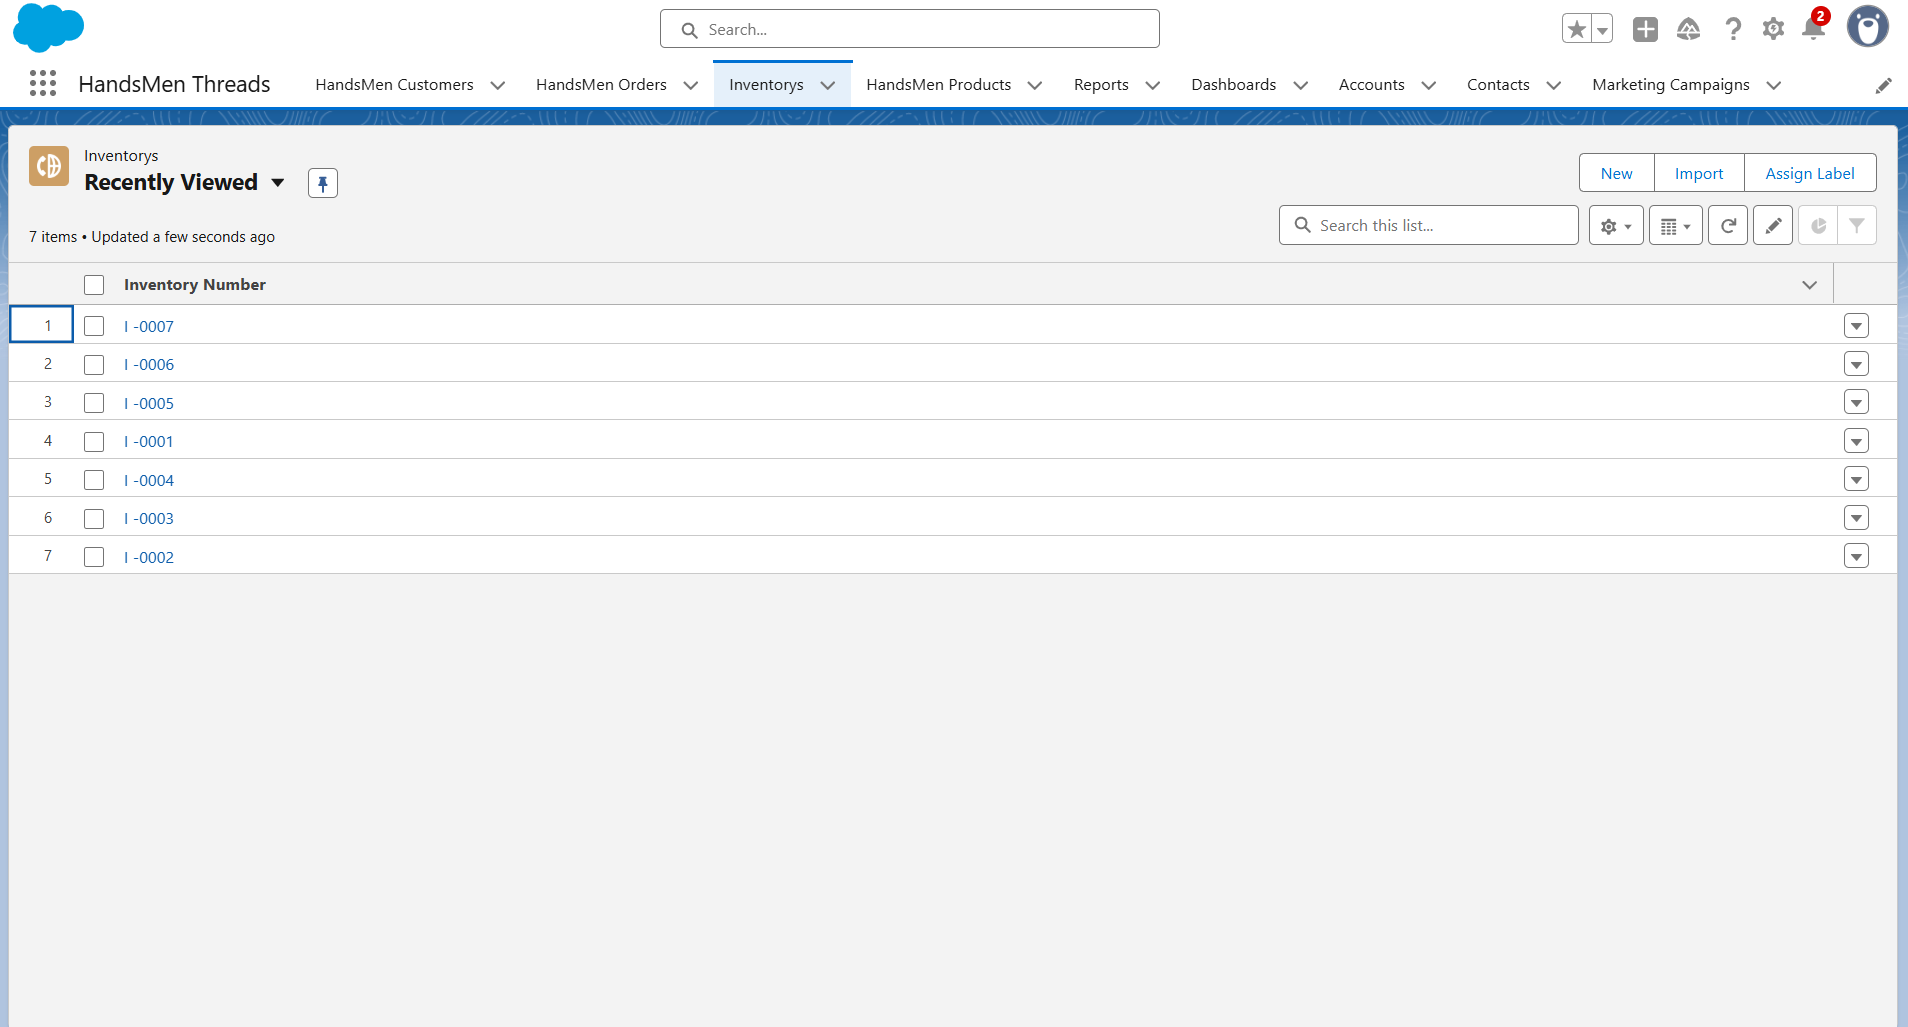 Search...
2
HandsMen Threads
HandsMen Customers
HandsMen Orders
Inventorys
HandsMen Products
Reports
Dashboards
Accounts
Contacts
Marketing Campaigns
Inventorys
Recently Viewed
New
Import
Assign Label
7 items • Updated a few seconds ago
Search this list...
Inventory Number
1 I -0007
2 I -0006
3 I -0005
4 I -0001
5 I -0004
6 I -0003
7 I -0002